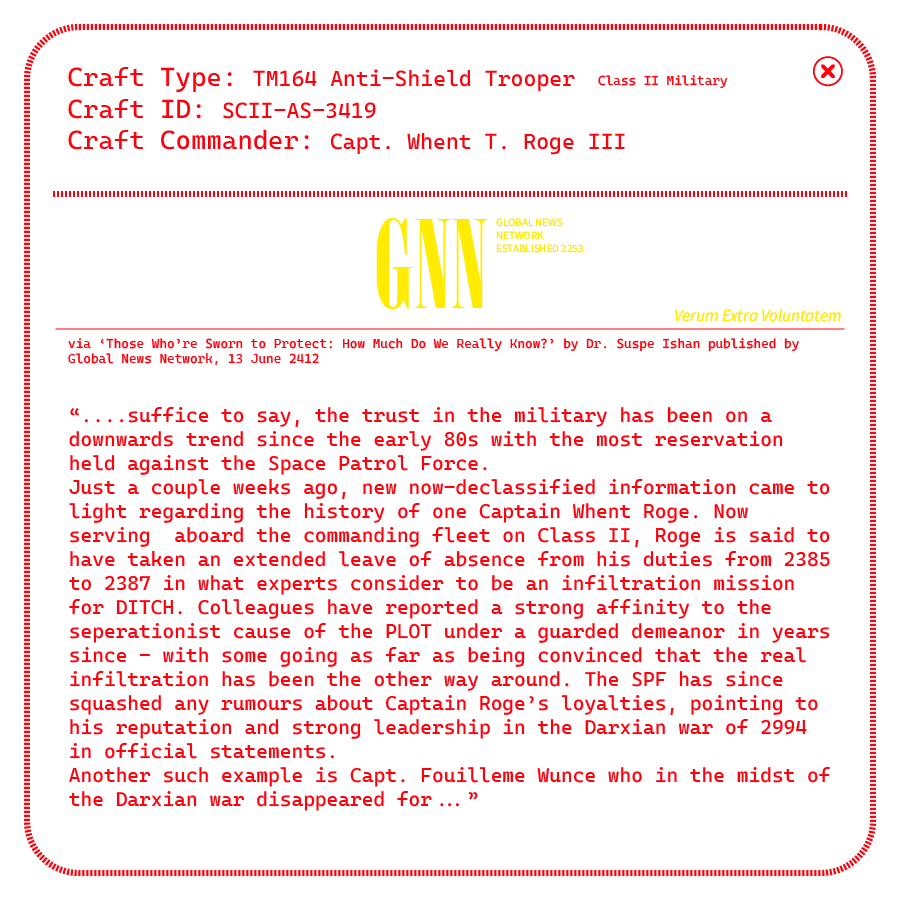 Craft Type: TM164 Anti-Shield Trooper Class II Military
Craft ID: SCII-AS-3419
Craft Commander: Capt. Whent T. Roge III
GNN
GLOBAL NEWS
NETWORK
ESTABLISHED 2253
Verum Extra Voluntatem
via ‘Those Who’re Sworn to Protect: How Much Do We Really Know?’ by Dr. Suspe Ishan published by
Global News Network, 13 June 2412
“....suffice to say, the trust in the military has been on a
downwards trend since the early 80s with the most reservation
held against the Space Patrol Force.
Just a couple weeks ago, new now-declassified information came to
light regarding the history of one Captain Whent Roge. Now
serving  aboard the commanding fleet on Class II, Roge is said to
have taken an extended leave of absence from his duties from 2385
to 2387 in what experts consider to be an infiltration mission
for DITCH. Colleagues have reported a strong affinity to the
seperationist cause of the PLOT under a guarded demeanor in years
since - with some going as far as being convinced that the real
infiltration has been the other way around. The SPF has since
squashed any rumours about Captain Roge’s loyalties, pointing to
his reputation and strong leadership in the Darxian war of 2994
in official statements.
Another such example is Capt. Fouilleme Wunce who in the midst of
the Darxian war disappeared for...”